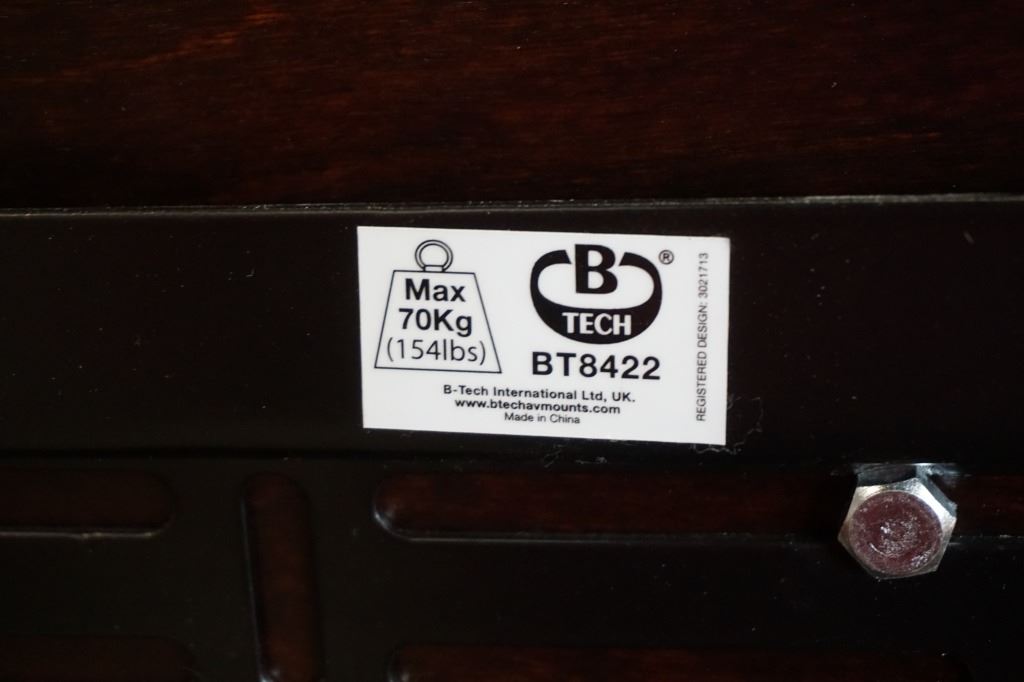 Max
70Kg
(154lbs)
B ®
TECH
BT8422
B-Tech International Ltd, UK.
www.btechavmounts.com
Made in China
REGISTERED DESIGN: 3021713